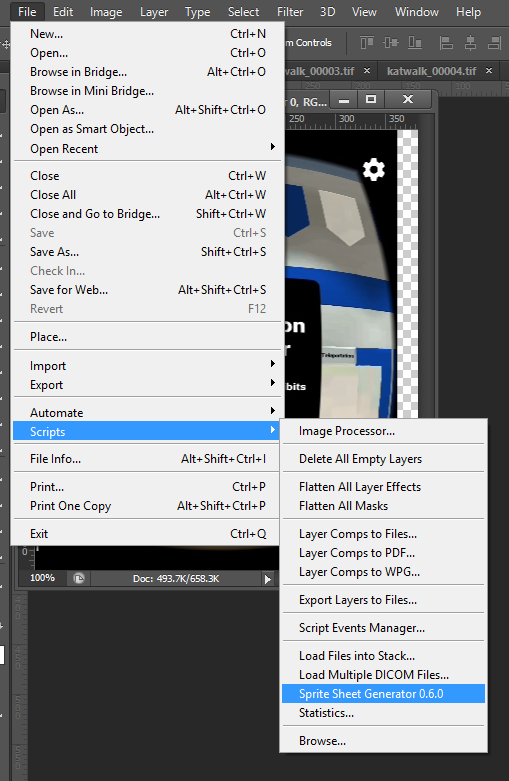 File Edit Image Layer Type Select Filter 3D View Window Help
m Controls
walk_00003.tif × katwalk_00004.tif ×
0, RG...
250 300 350
New... Ctrl+N
Open... Ctrl+O
Browse in Bridge... Alt+Ctrl+O
Browse in Mini Bridge...
Open As... Alt+Shift+Ctrl+O
Open as Smart Object...
Open Recent
Close Ctrl+W
Close All Alt+Ctrl+W
Close and Go to Bridge... Shift+Ctrl+W
Save Ctrl+S
Save As... Shift+Ctrl+S
Check In...
Save for Web... Alt+Shift+Ctrl+S
Revert F12
Place...
Import
Export
Automate
Scripts
File Info... Alt+Shift+Ctrl+I
Print... Ctrl+P
Print One Copy Alt+Shift+Ctrl+P
Exit Ctrl+Q
on
r
Teleportation
bits
Image Processor...
Delete All Empty Layers
Flatten All Layer Effects
Flatten All Masks
Layer Comps to Files...
Layer Comps to PDF...
Layer Comps to WPG...
Export Layers to Files...
Script Events Manager...
Load Files into Stack...
Load Multiple DICOM Files...
Sprite Sheet Generator 0.6.0
Statistics...
Browse...
0
100% Doc: 493.7K/658.3K